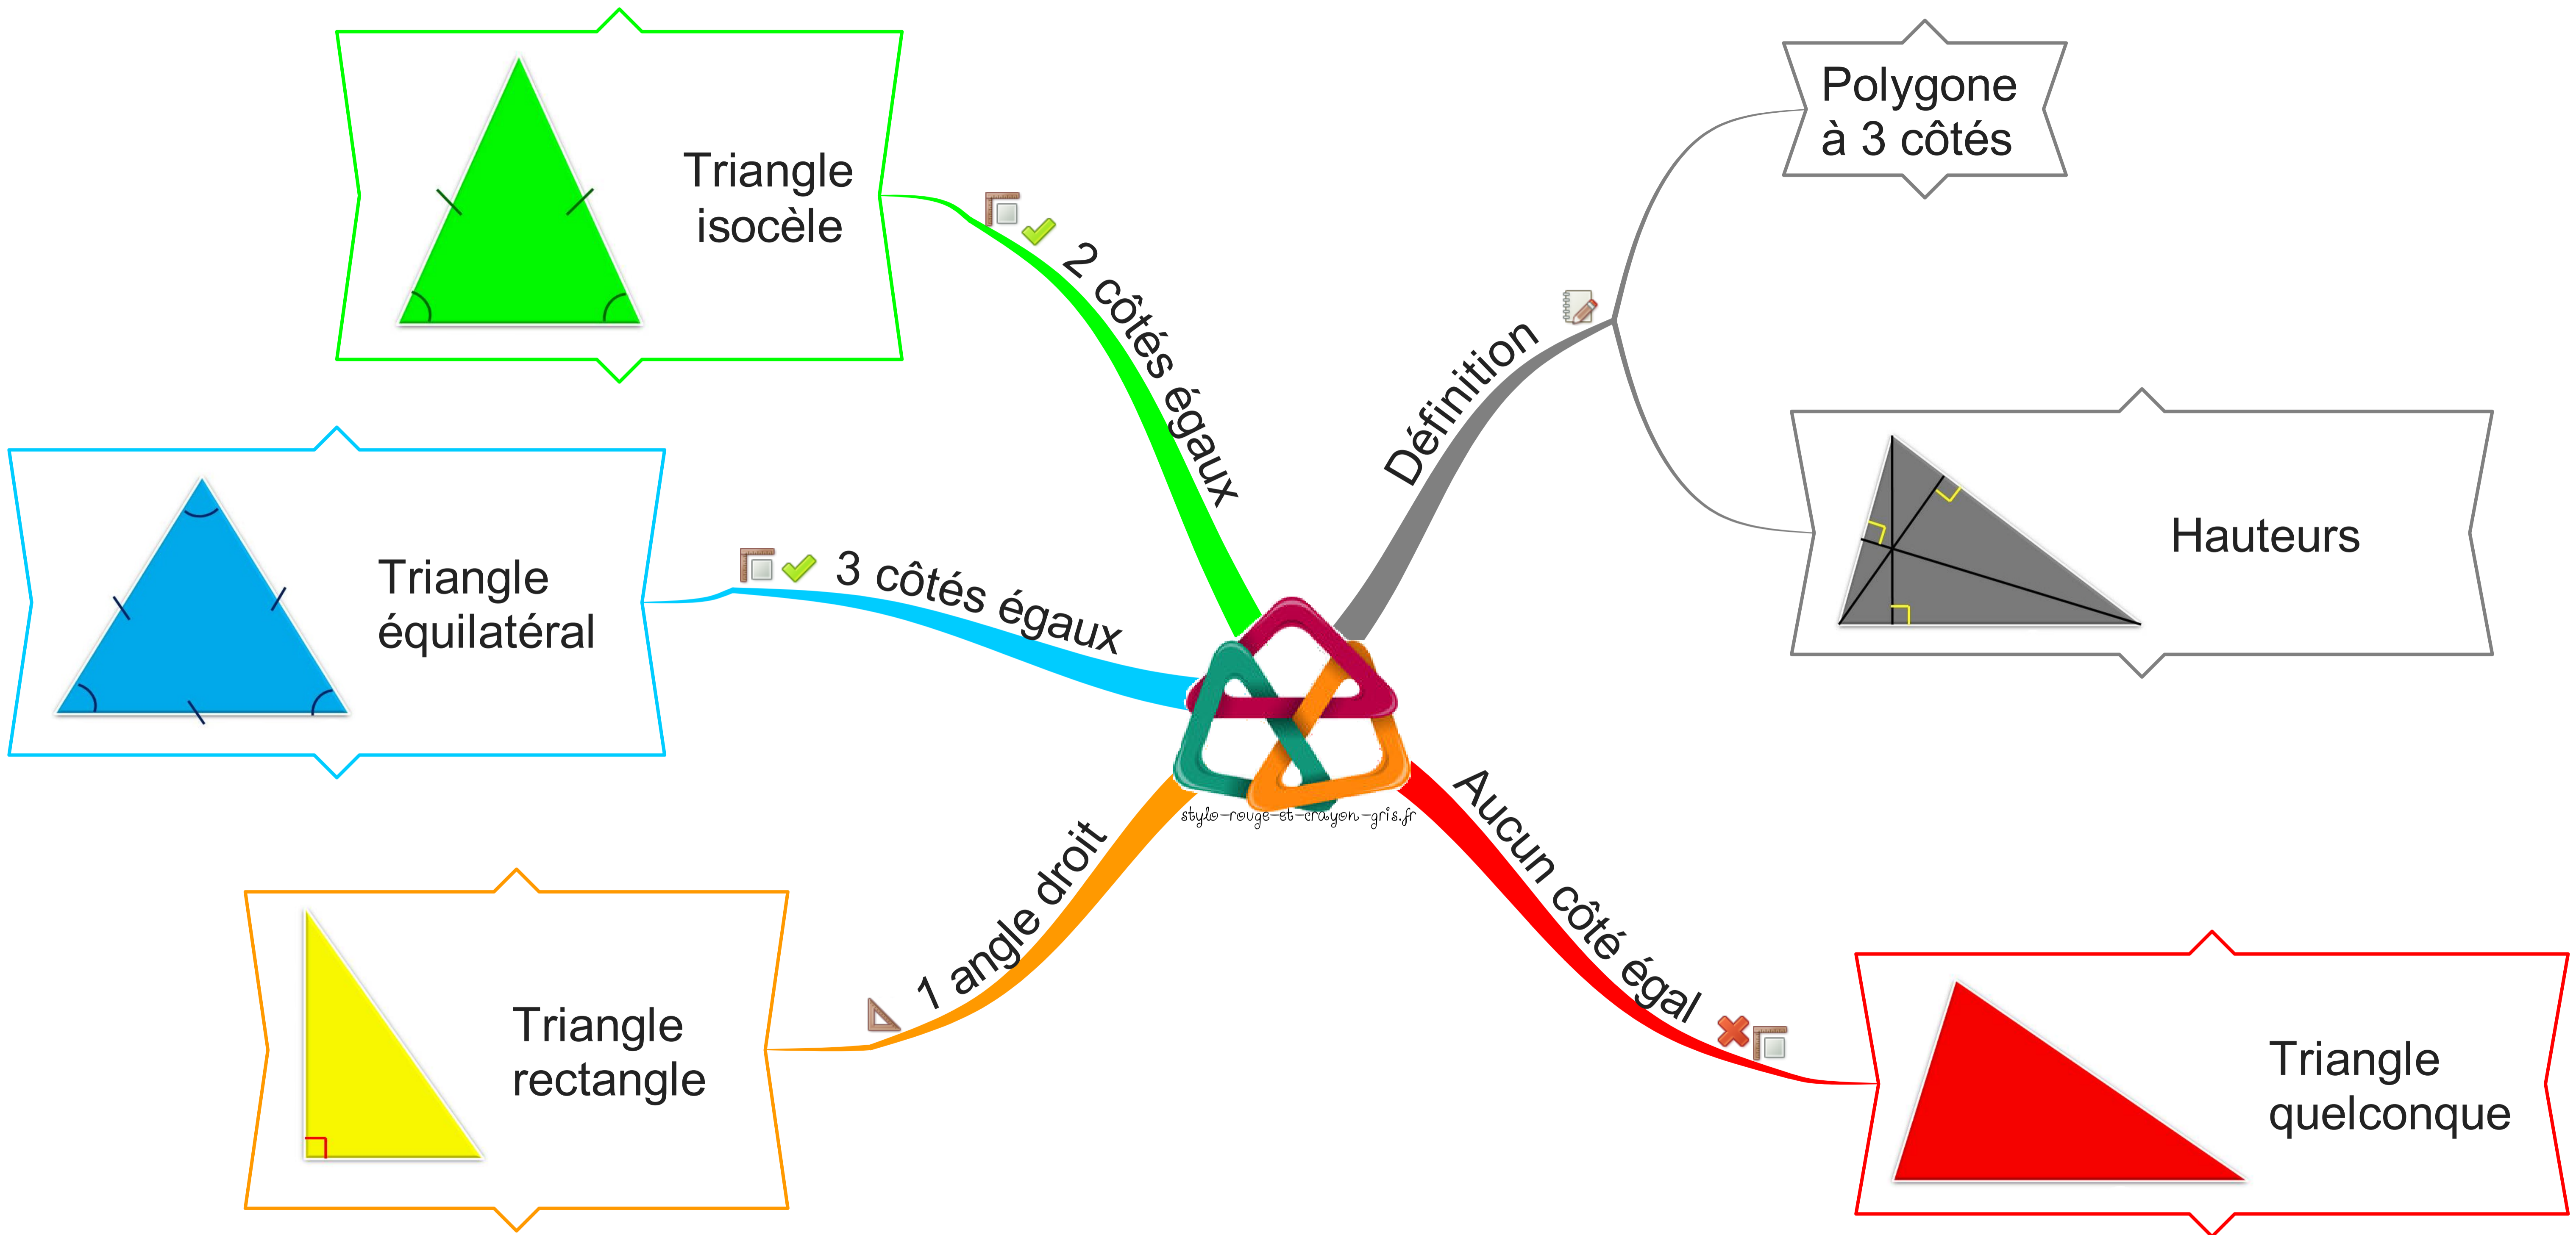 Triangle
isocèle
2 côtés égaux
Triangle
équilatéral
3 côtés égaux
Triangle
rectangle
1 angle droit
stylo-rouge-et-crayon-gris.fr
Définition
Polygone
à 3 côtés
Hauteurs
Aucun côté égal
Triangle
quelconque